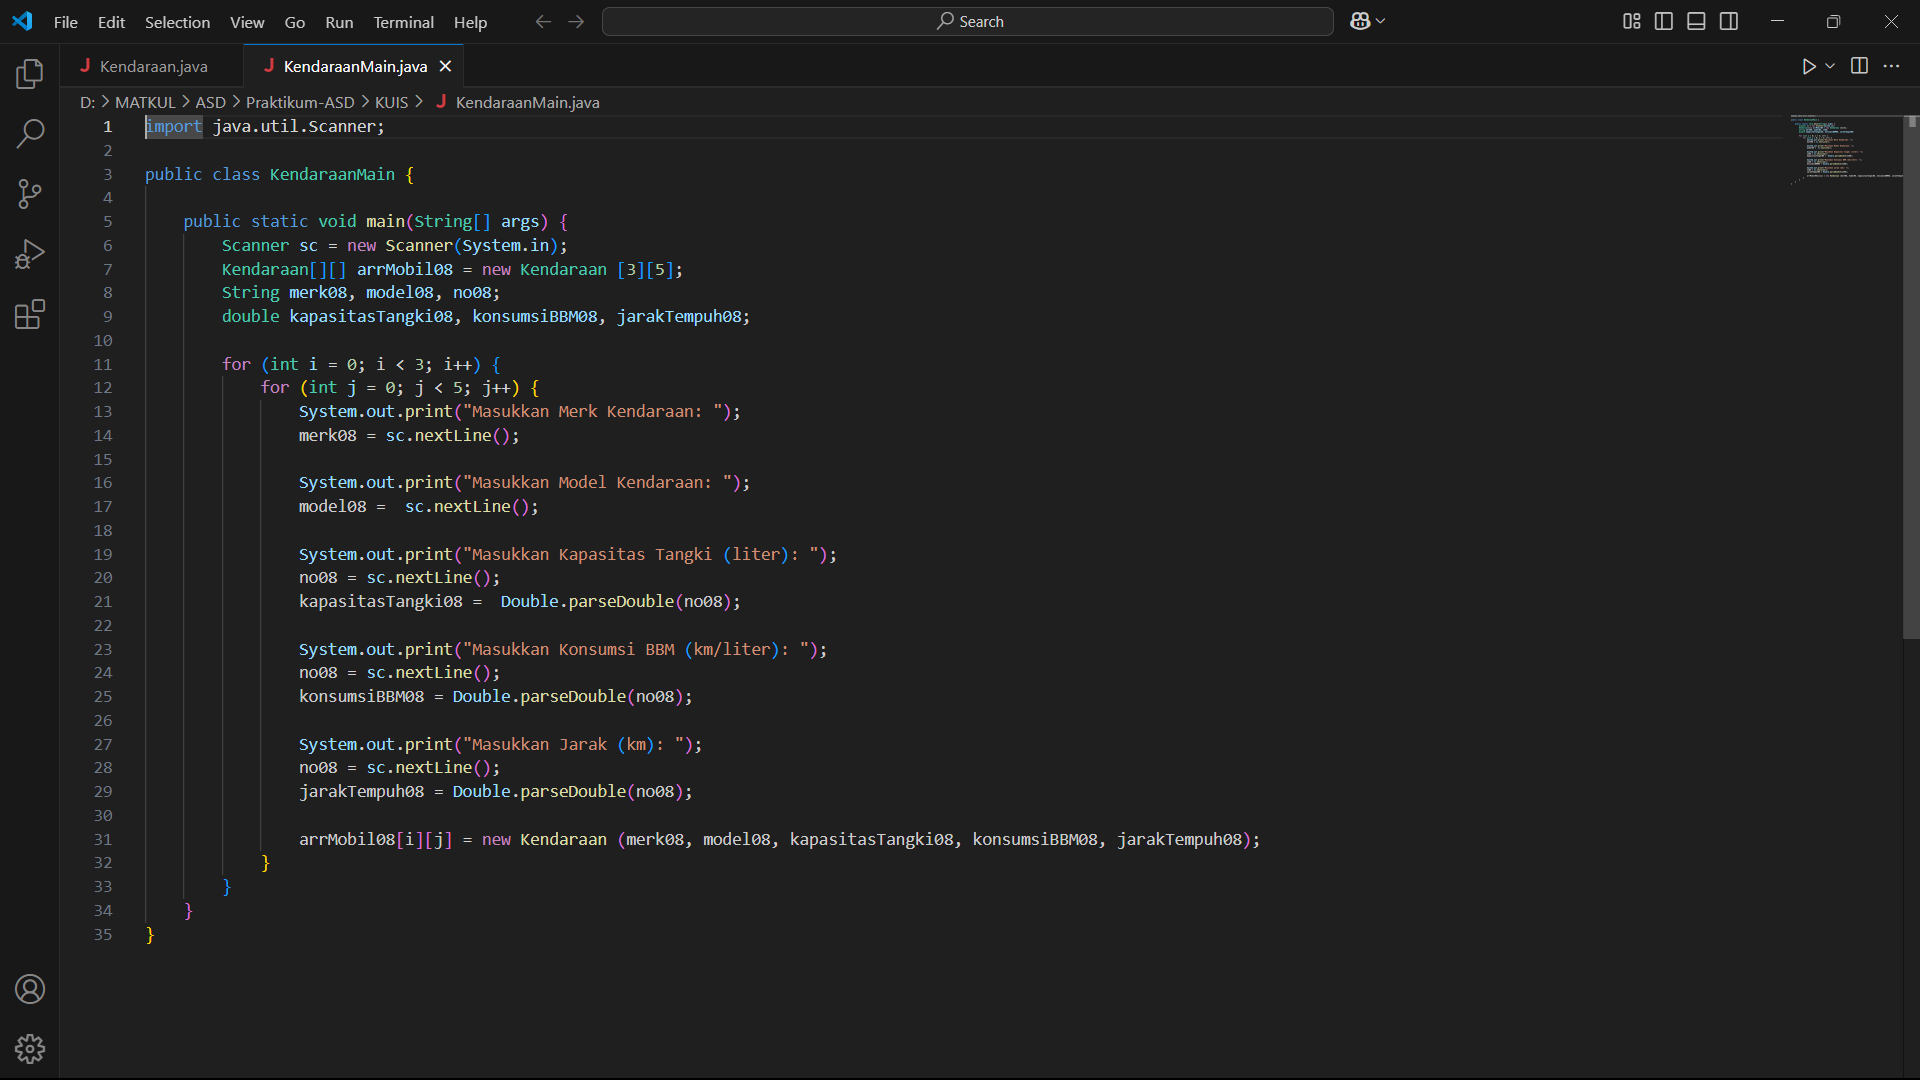 File Edit Selection View Go Run Terminal Help
Search
J Kendaraan.java
J KendaraanMain.java
D: > MATKUL > ASD > Praktikum-ASD > KUIS > J KendaraanMain.java
1 import java.util.Scanner;
2
3 public class KendaraanMain {
4
5     public static void main(String[] args) {
6         Scanner sc = new Scanner(System.in);
7         Kendaraan[][] arrMobil08 = new Kendaraan [3][5];
8         String merk08, model08, no08;
9         double kapasitasTangki08, konsumsiBBM08, jarakTempuh08;
10
11         for (int i = 0; i < 3; i++) {
12             for (int j = 0; j < 5; j++) {
13                 System.out.print("Masukkan Merk Kendaraan: ");
14                 merk08 = sc.nextLine();
15
16                 System.out.print("Masukkan Model Kendaraan: ");
17                 model08 =  sc.nextLine();
18
19                 System.out.print("Masukkan Kapasitas Tangki (liter): ");
20                 no08 = sc.nextLine();
21                 kapasitasTangki08 =  Double.parseDouble(no08);
22
23                 System.out.print("Masukkan Konsumsi BBM (km/liter): ");
24                 no08 = sc.nextLine();
25                 konsumsiBBM08 = Double.parseDouble(no08);
26
27                 System.out.print("Masukkan Jarak (km): ");
28                 no08 = sc.nextLine();
29                 jarakTempuh08 = Double.parseDouble(no08);
30
31                 arrMobil08[i][j] = new Kendaraan (merk08, model08, kapasitasTangki08, konsumsiBBM08, jarakTempuh08);
32             }
33         }
34     }
35 }